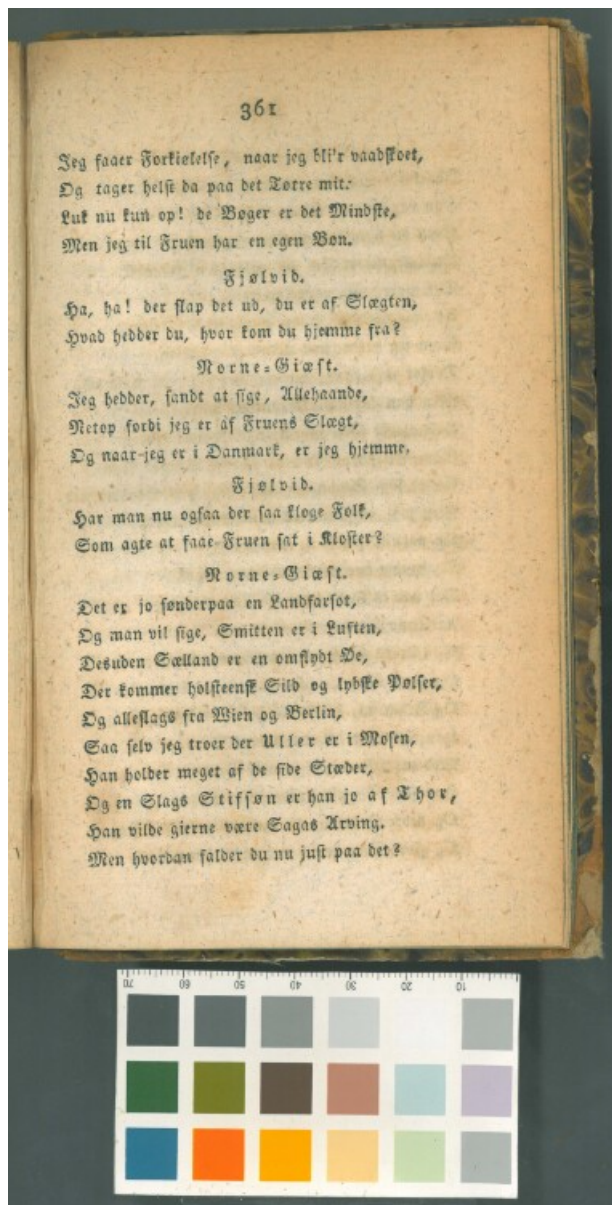 361
Jeg faaer Forkiølelse, naar jeg bli'r vaadskoet,
Og tager helst da paa det Tørre mit:
Luk nu kun op! de Bøger er det Mindste,
Men jeg til Fruen har en egen Bøn.
Fjølvid.
Ha, ha! der slap det ud, du er af Slægten,
Hvad hedder du, hvor kom du hjemme fra?
Norne-Giæst.
Jeg hedder, sandt at sige, Allehaande,
Netop fordi jeg er af Fruens Slægt,
Og naar jeg er i Danmark, er jeg hjemme.
Fjølvid.
Har man nu ogsaa der saa kloge Folk,
Som agte at faae Fruen sat i Kloster?
Norne-Giæst.
Det er jo sønderpaa en Landfarsot,
Og man vil sige, Smitten er i Luften,
Desuden Sælland er en omflydt Øe,
Der kommer holsteensk Sild og lybske Pølser,
Og alleslags fra Wien og Berlin,
Saa selv jeg troer der Uller er i Mosen,
Han holder meget af de side Stæder,
Og en Slags Stifsøn er han jo af Thor,
Han vilde gierne være Sagas Arving.
Men hvordan falder du nu just paa det?
70 60 50 40 30 20 10